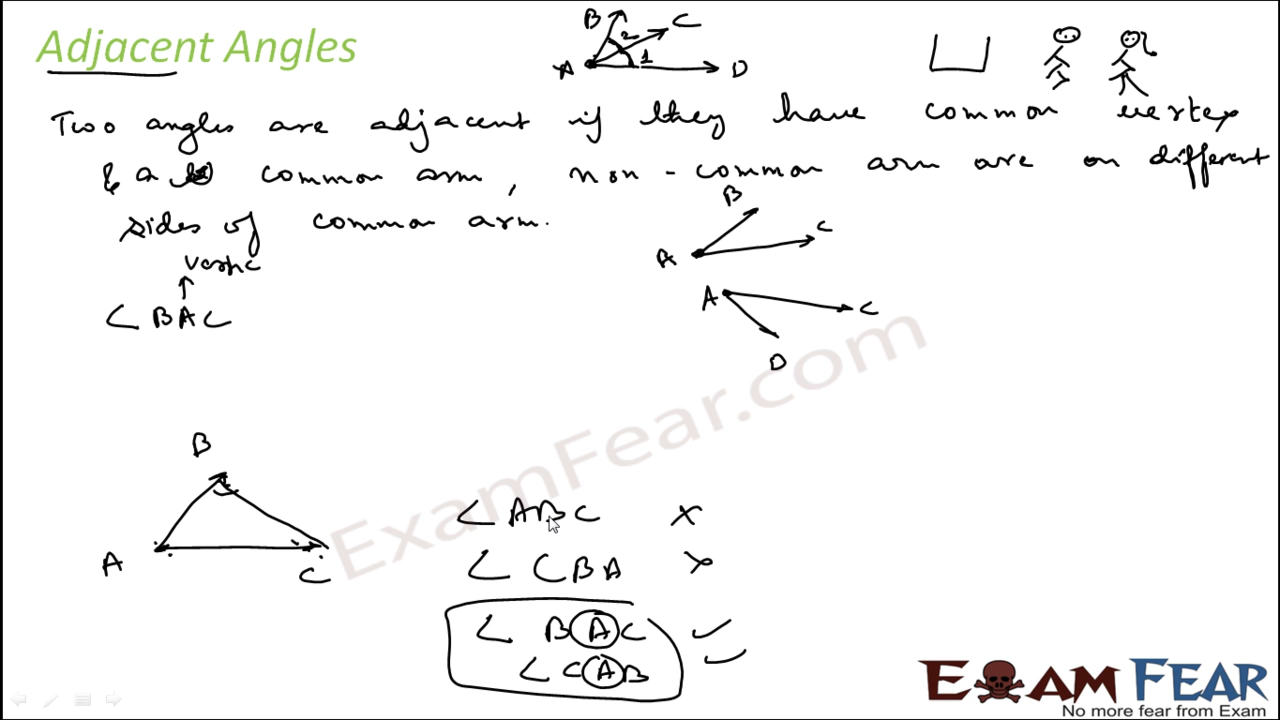 Adjacent Angles
B
C
2
1
A
D
Two angles are adjacent if they have common vertex
& a common arm, non-common arm are on different
sides of common arm.
B
C
A
∠BAC
A
C
D
B
A
C
∠ABC ×
∠CBA ×
∠BAC ✓
∠CAB ✓
ExamFear.com
EXAM FEAR
No more fear from Exam